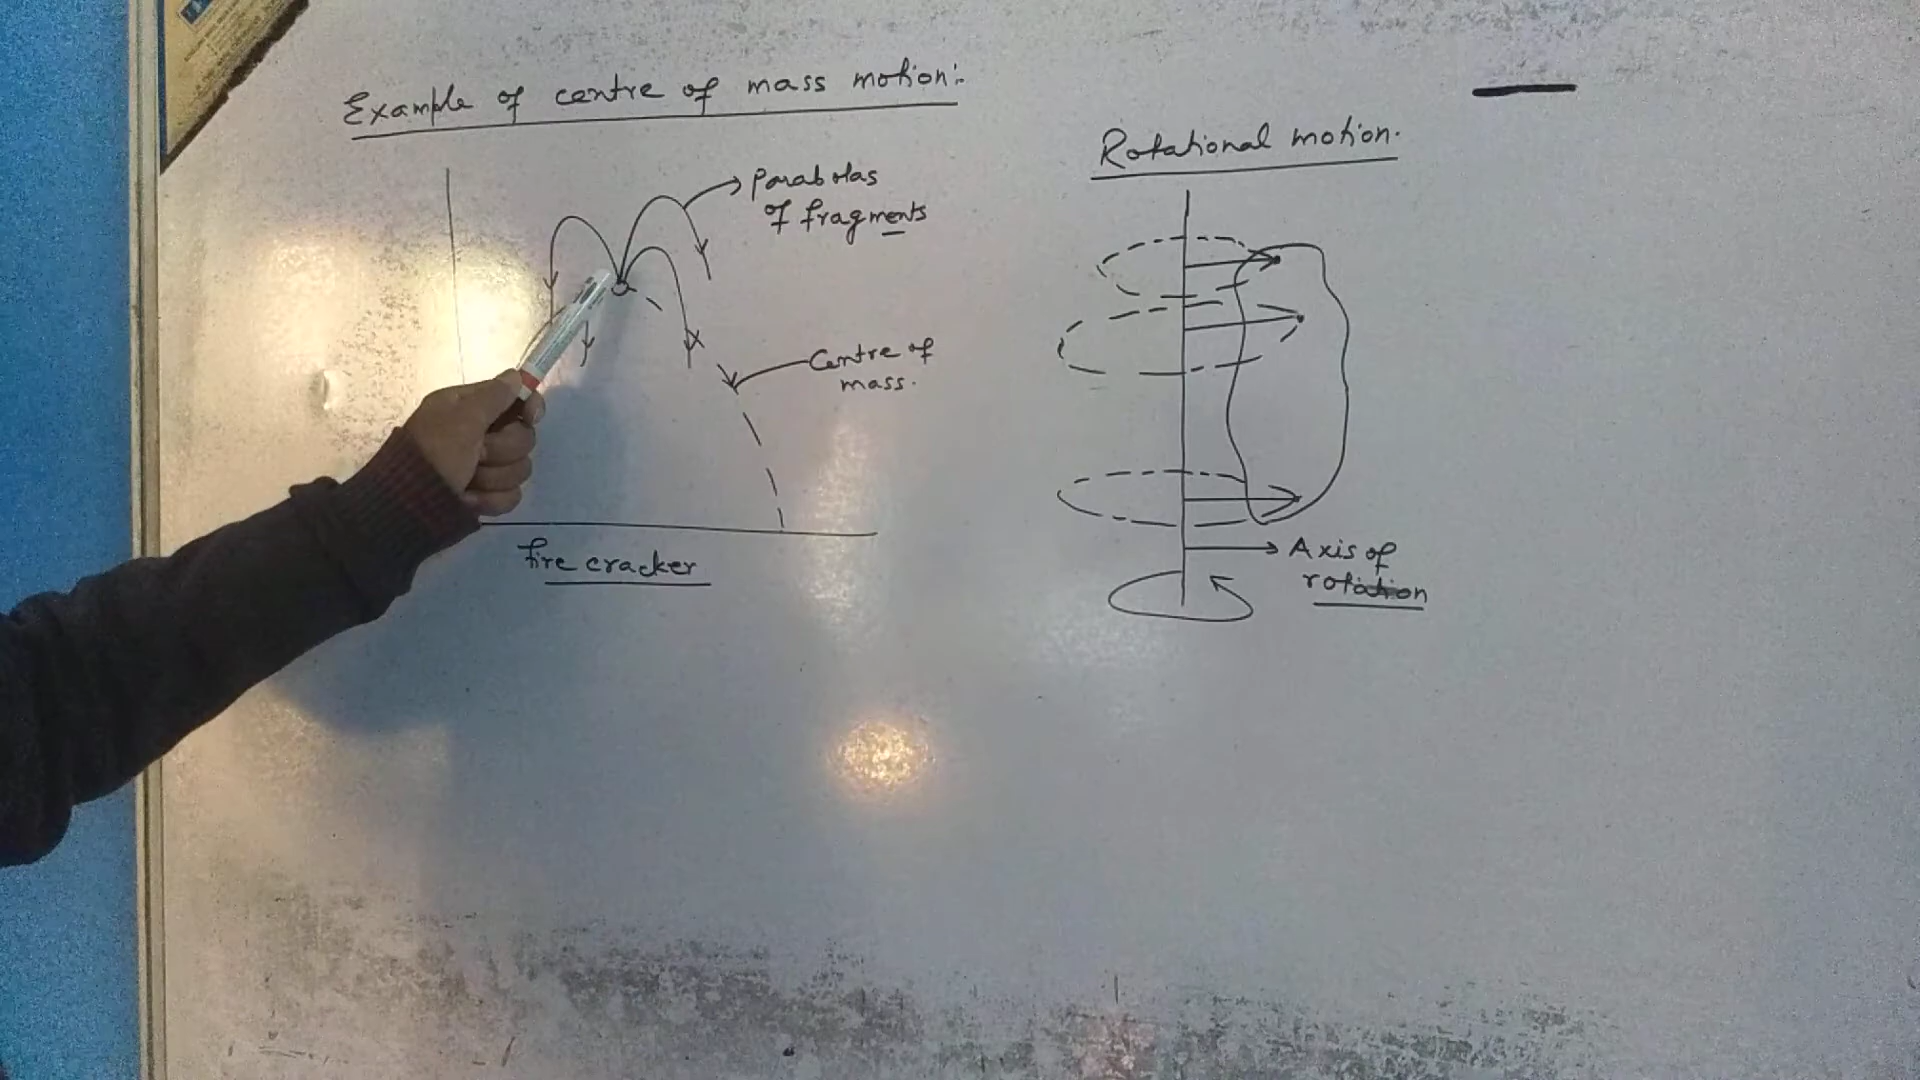 Example of centre of mass motion:-
Parabolas
of fragments
Centre of
mass.
Fire cracker
Rotational motion.
Axis of
rotation